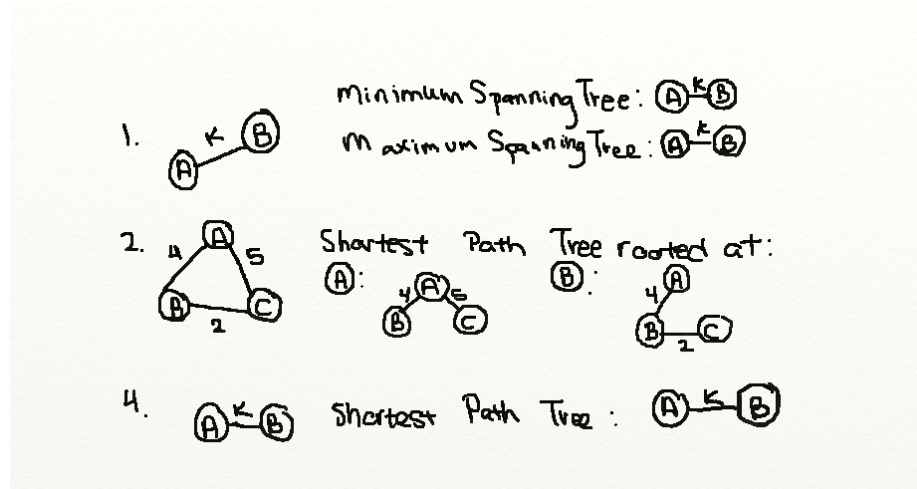 Minimum Spanning Tree: A K B
1. A K B
Maximum Spanning Tree: A K B
2. A 4 5 B 2 C
Shortest Path Tree rooted at:
A: 4 A 5 B C
B: A 4 B 2 C
4. A K B Shortest Path Tree: A K B